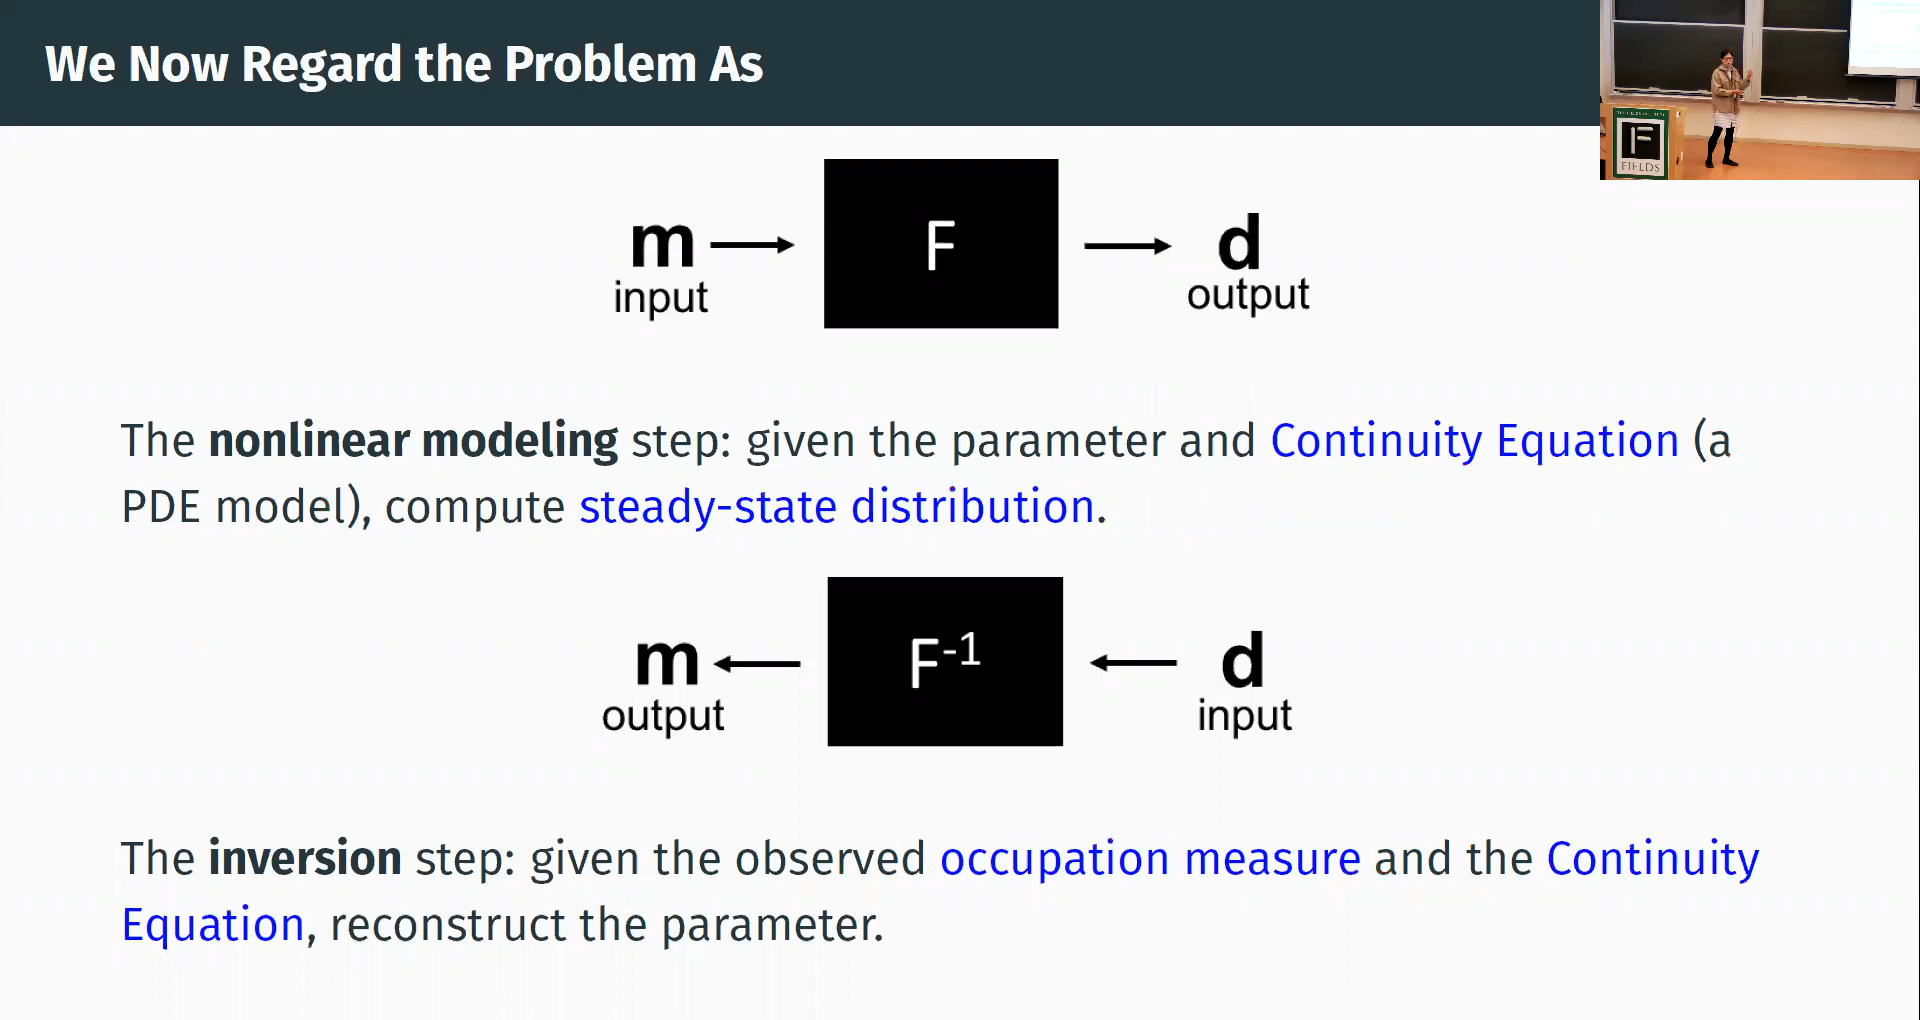 We Now Regard the Problem As
m → F → d
input output
The nonlinear modeling step: given the parameter and Continuity Equation (a
PDE model), compute steady-state distribution.
m ← F⁻¹ ← d
output input
The inversion step: given the observed occupation measure and the Continuity
Equation, reconstruct the parameter.
F
FIELDS